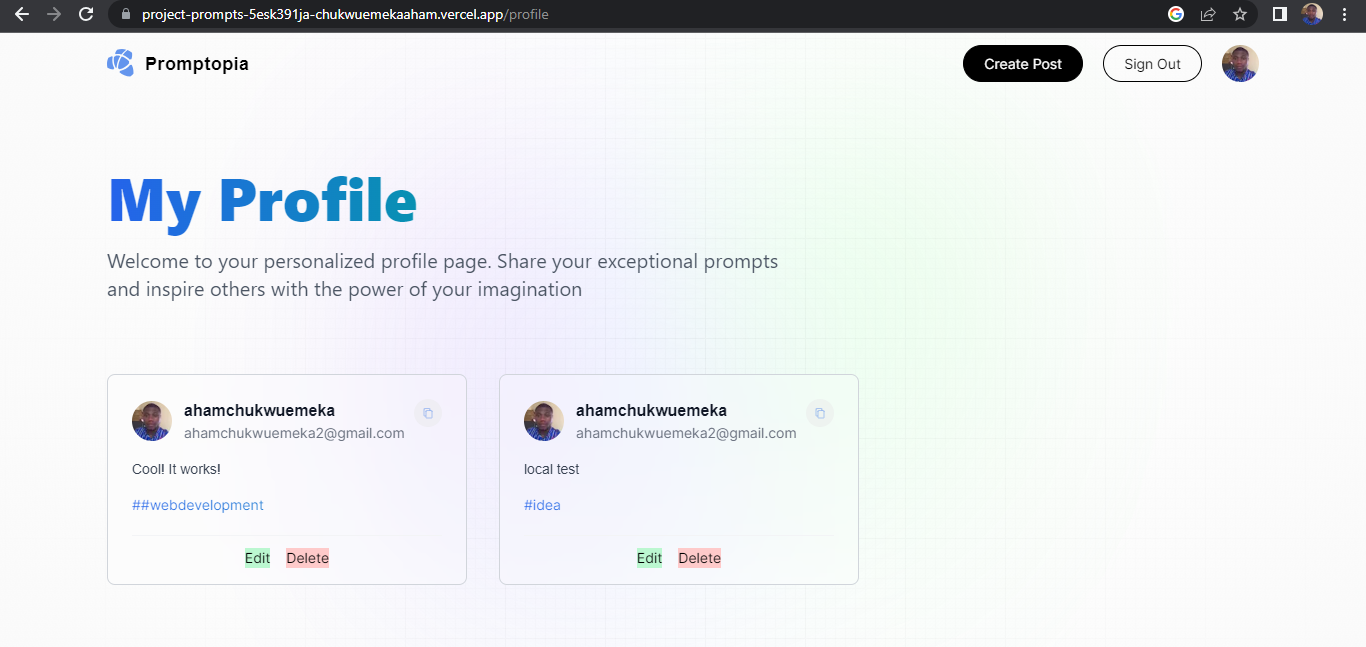 project-prompts-5esk391ja-chukwuemekaaham.vercel.app/profile
Promptopia
Create Post
Sign Out
My Profile
Welcome to your personalized profile page. Share your exceptional prompts
and inspire others with the power of your imagination
ahamchukwuemeka
ahamchukwuemeka2@gmail.com
Cool! It works!
##webdevelopment
Edit Delete
ahamchukwuemeka
ahamchukwuemeka2@gmail.com
local test
#idea
Edit Delete